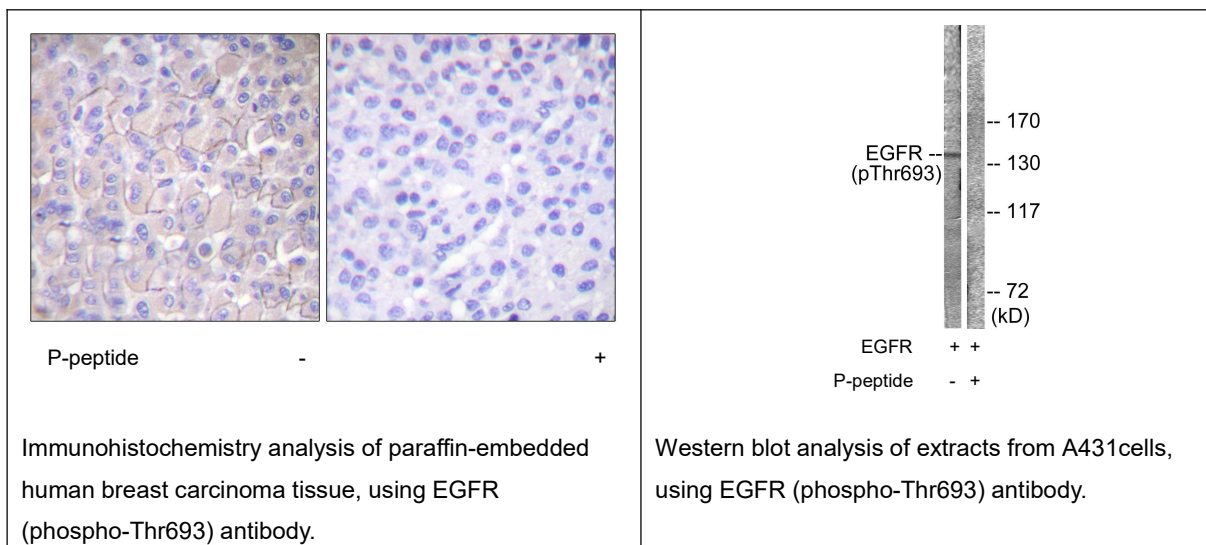 P-peptide - +
Immunohistochemistry analysis of paraffin-embedded
human breast carcinoma tissue, using EGFR
(phospho-Thr693) antibody.
-- 170
EGFR --
(pThr693)
-- 130
-- 117
-- 72
(kD)
EGFR + +
P-peptide - +
Western blot analysis of extracts from A431cells,
using EGFR (phospho-Thr693) antibody.